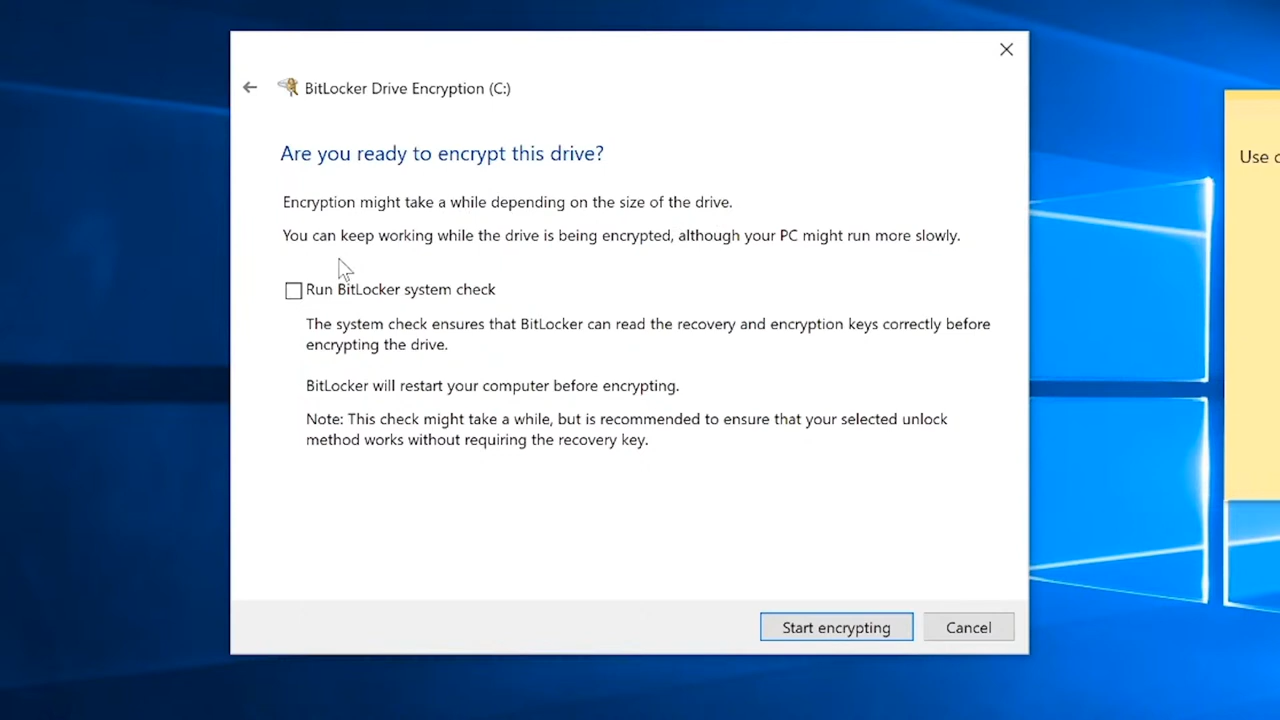 BitLocker Drive Encryption (C:)
Are you ready to encrypt this drive?
Encryption might take a while depending on the size of the drive.
You can keep working while the drive is being encrypted, although your PC might run more slowly.
Run BitLocker system check
The system check ensures that BitLocker can read the recovery and encryption keys correctly before
encrypting the drive.
BitLocker will restart your computer before encrypting.
Note: This check might take a while, but is recommended to ensure that your selected unlock
method works without requiring the recovery key.
Start encrypting
Cancel
Use